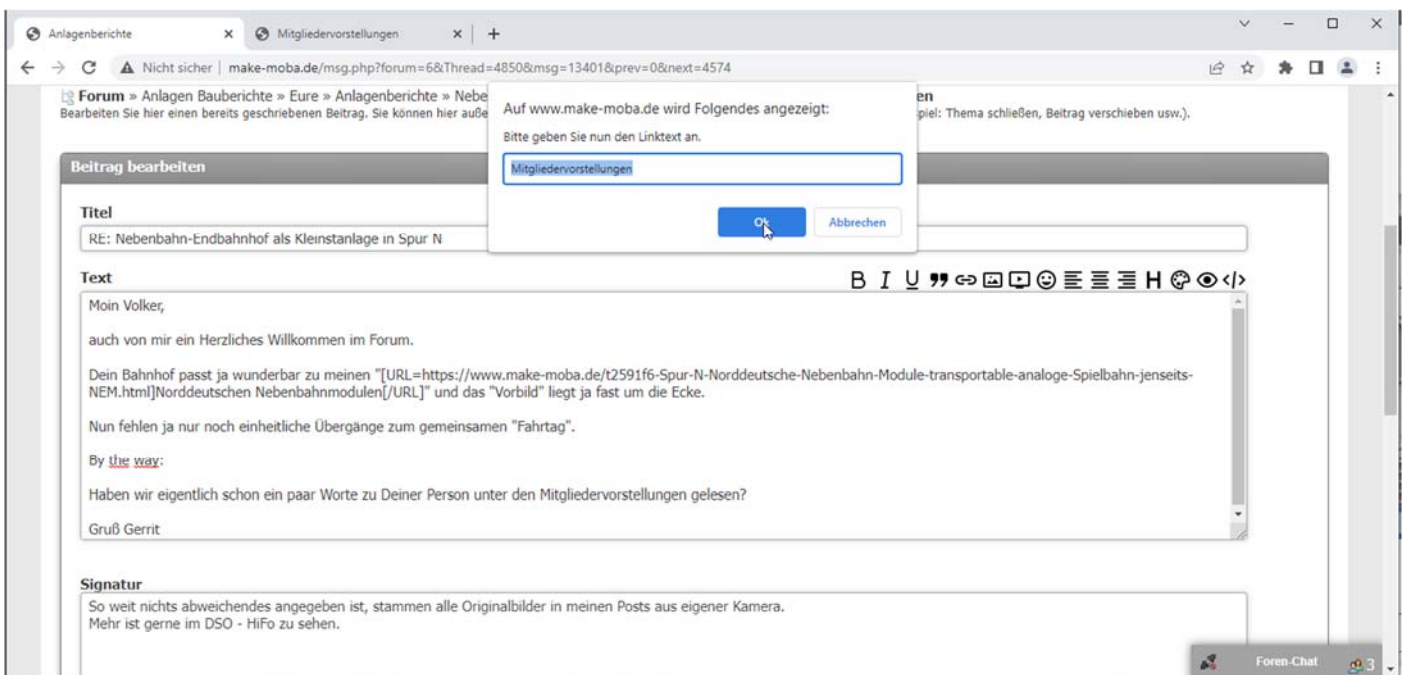 Anlagenberichte
Mitgliedervorstellungen
Nicht sicher | make-moba.de/msg.php?forum=6&Thread=4850&msg=13401&prev=0&next=4574
Forum » Anlagen Bauberichte » Eure » Anlagenberichte » Nebe
en
Bearbeiten Sie hier einen bereits geschriebenen Beitrag. Sie können hier auße
piel: Thema schließen, Beitrag verschieben usw.).
Auf www.make-moba.de wird Folgendes angezeigt:
Bitte geben Sie nun den Linktext an.
Mitgliedervorstellungen
Ok
Abbrechen
Beitrag bearbeiten
Titel
RE: Nebenbahn-Endbahnhof als Kleinstanlage in Spur N
Text
B I U H </>
Moin Volker,
auch von mir ein Herzliches Willkommen im Forum.
Dein Bahnhof passt ja wunderbar zu meinen "[URL=https://www.make-moba.de/t2591f6-Spur-N-Norddeutsche-Nebenbahn-Module-transportable-analoge-Spielbahn-jenseits-
NEM.html]Norddeutschen Nebenbahnmodulen[/URL]" und das "Vorbild" liegt ja fast um die Ecke.
Nun fehlen ja nur noch einheitliche Übergänge zum gemeinsamen "Fahrtag".
By the way:
Haben wir eigentlich schon ein paar Worte zu Deiner Person unter den Mitgliedervorstellungen gelesen?
Gruß Gerrit
Signatur
So weit nichts abweichendes angegeben ist, stammen alle Originalbilder in meinen Posts aus eigener Kamera.
Mehr ist gerne im DSO - HiFo zu sehen.
Foren-Chat
3